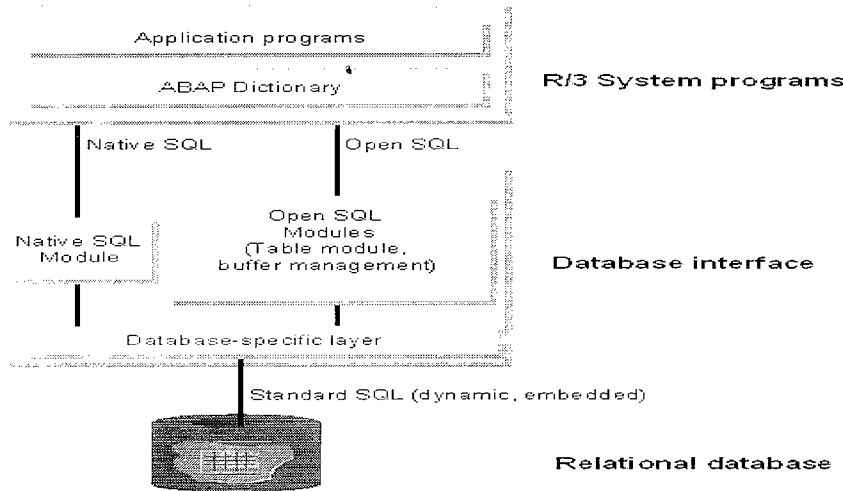 Application programs
ABAP Dictionary
R/3 System programs
Native SQL
Open SQL
Native SQL
Module
Open SQL
Modules
(Table module,
buffer management)
Database interface
Database-specific layer
Standard SQL (dynamic, embedded)
Relational database